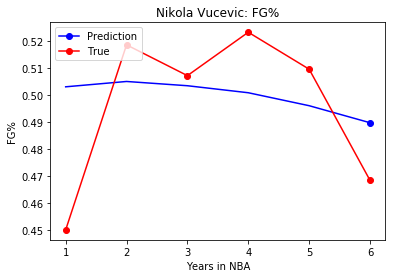 Nikola Vucevic: FG%
Prediction
True
FG%
0.52
0.51
0.50
0.49
0.48
0.47
0.46
0.45
1 2 3 4 5 6
Years in NBA